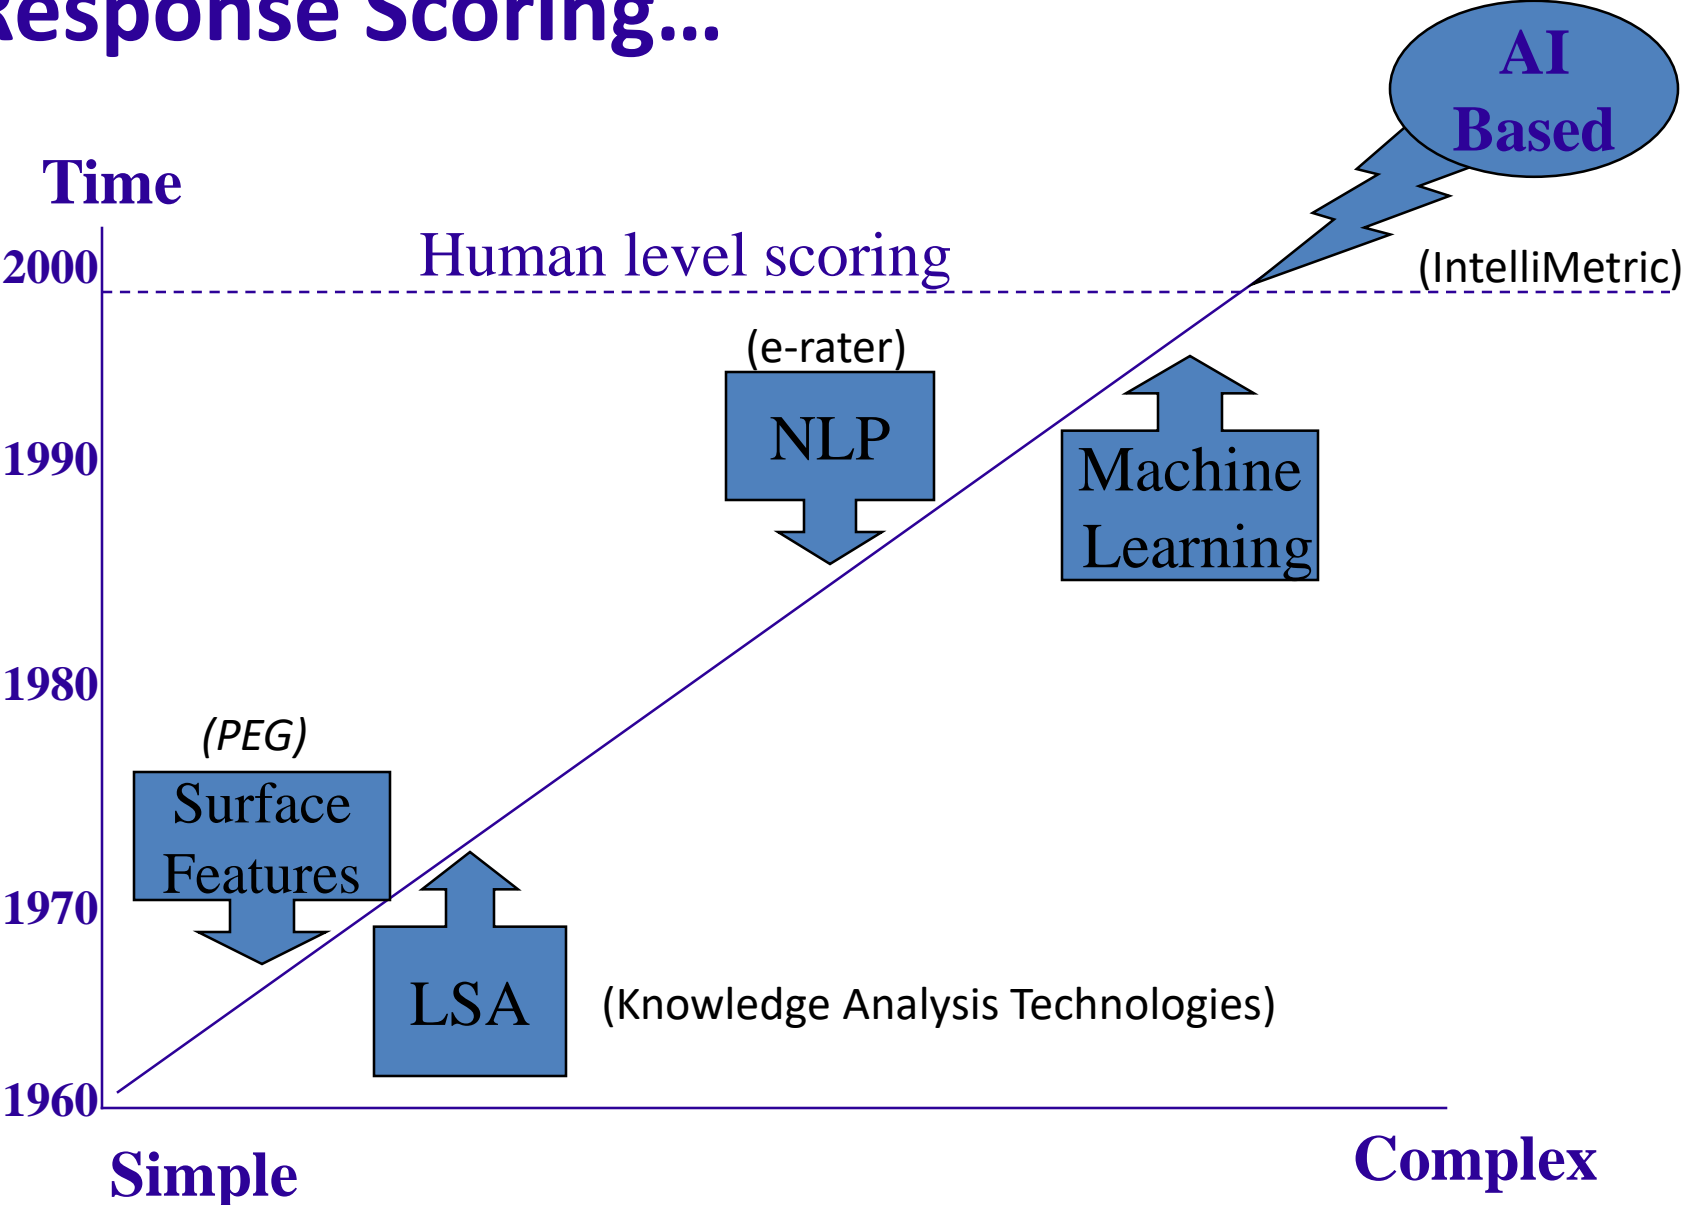 Response Scoring...
AI
Based
Time
2000
Human level scoring
(IntelliMetric)
(e-rater)
NLP
1990
Machine
Learning
1980
(PEG)
Surface
Features
1970
LSA
(Knowledge Analysis Technologies)
1960
Simple
Complex